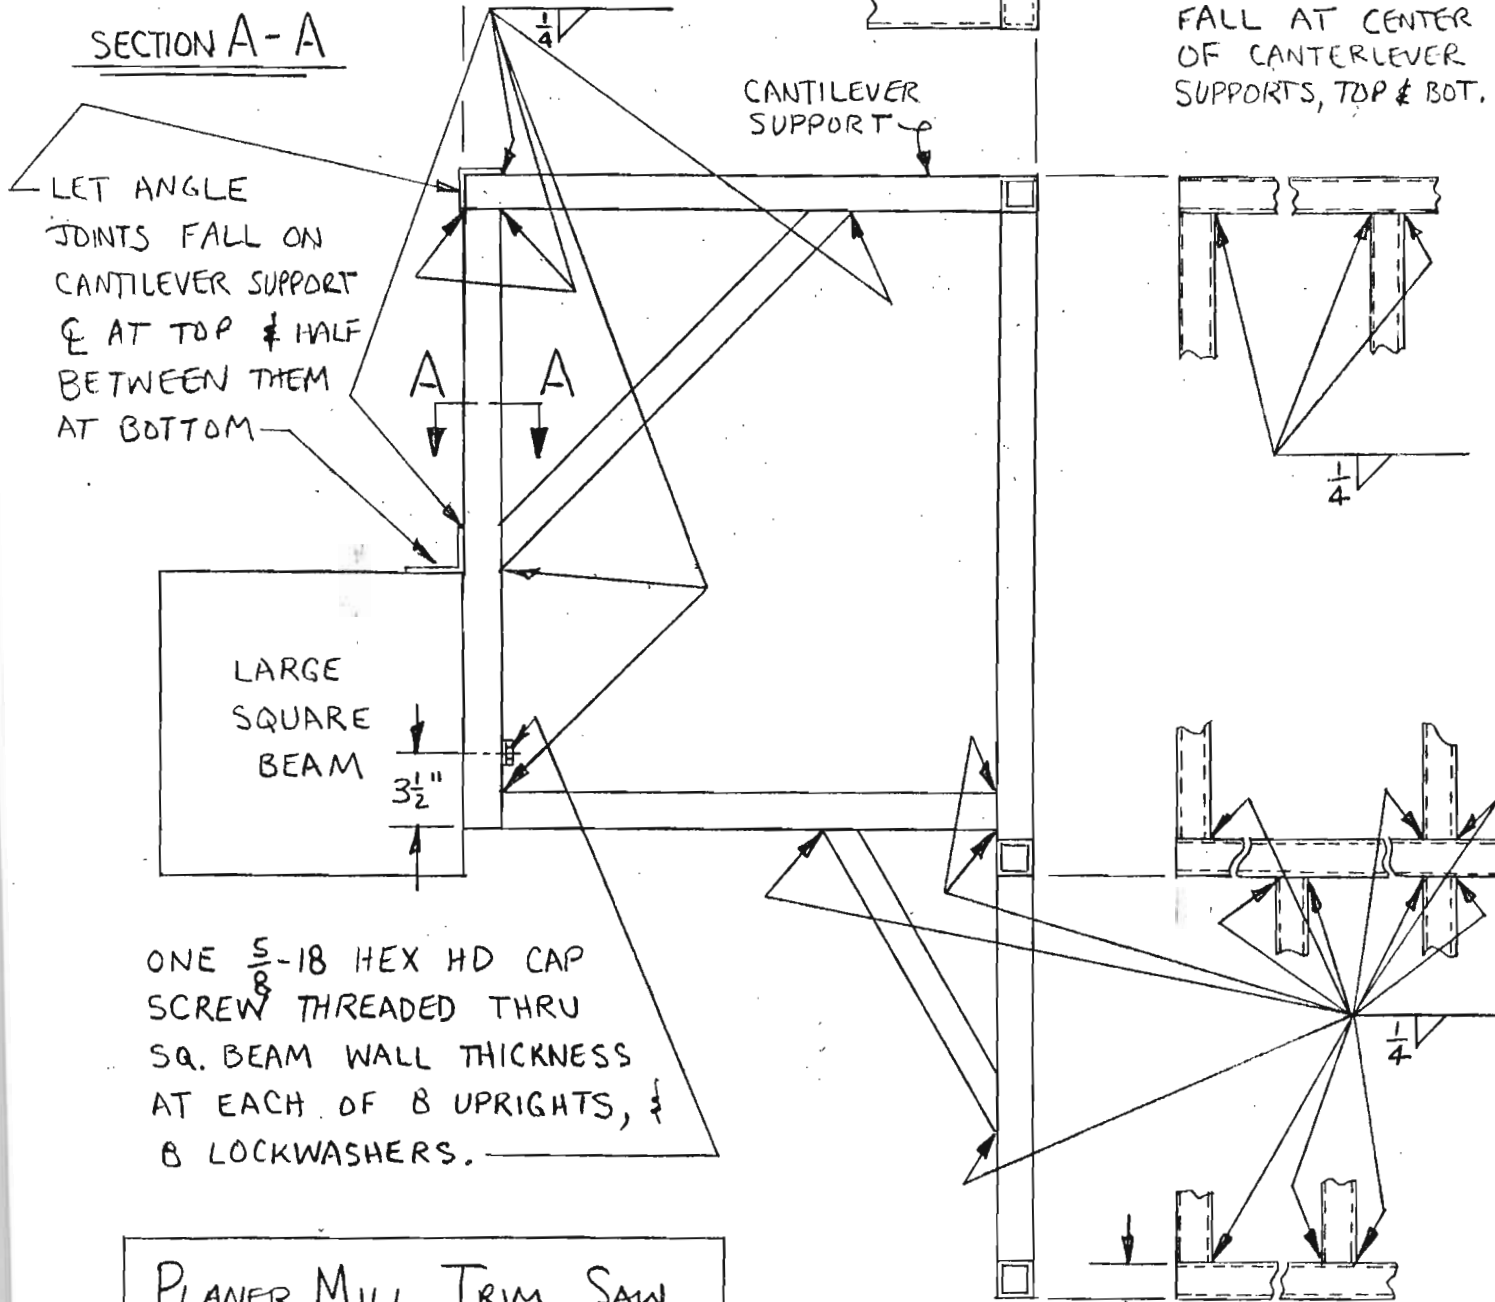 SECTION A-A
1/4
FALL AT CENTER
OF CANTERLEVER
SUPPORTS, TOP & BOT.
CANTILEVER
SUPPORT
LET ANGLE
JOINTS FALL ON
CANTILEVER SUPPORT
℄ AT TOP & HALF
BETWEEN THEM
AT BOTTOM
A A
1/4
LARGE
SQUARE
BEAM
3 1/2"
ONE 5/8-18 HEX HD CAP
SCREW THREADED THRU
SQ. BEAM WALL THICKNESS
AT EACH OF 8 UPRIGHTS, &
8 LOCKWASHERS.
1/4
PLANER MILL TRIM SAW